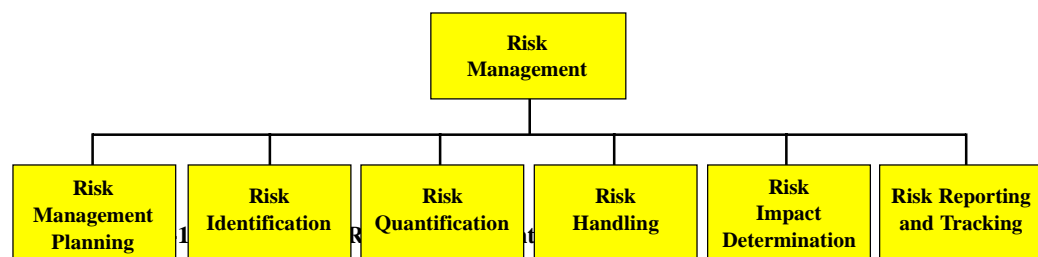 Risk
Management
Risk
Management
Planning
Risk
Identification
Risk
Quantification
Risk
Handling
Risk
Impact
Determination
Risk Reporting
and Tracking